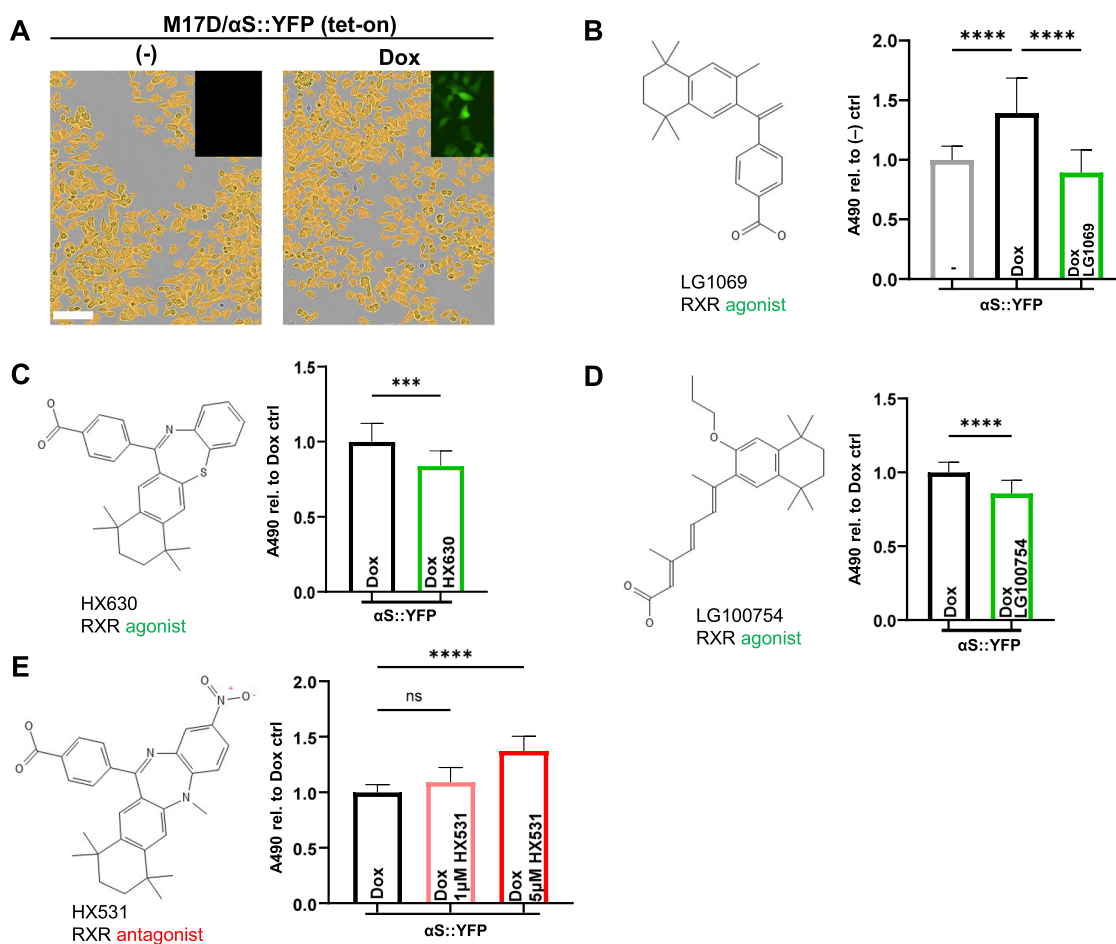 A
M17D/αS::YFP (tet-on)
(-)
Dox
B
O
O
LG1069
RXR agonist
A490 rel. to (–) ctrl
2.0
1.5
1.0
0.5
0.0
****
****
-
Dox
Dox
LG1069
αS::YFP
C
O
O
N
S
HX630
RXR agonist
A490 rel. to Dox ctrl
1.5
1.0
0.5
0.0
***
Dox
Dox
HX630
αS::YFP
D
O
O
O
LG100754
RXR agonist
A490 rel. to Dox ctrl
1.5
1.0
0.5
0.0
****
Dox
Dox
LG100754
αS::YFP
E
O
N
+
O
-
O
O
N
N
HX531
RXR antagonist
A490 rel. to Dox ctrl
2.0
1.5
1.0
0.5
0.0
****
ns
Dox
Dox
1µM HX531
Dox
5µM HX531
αS::YFP